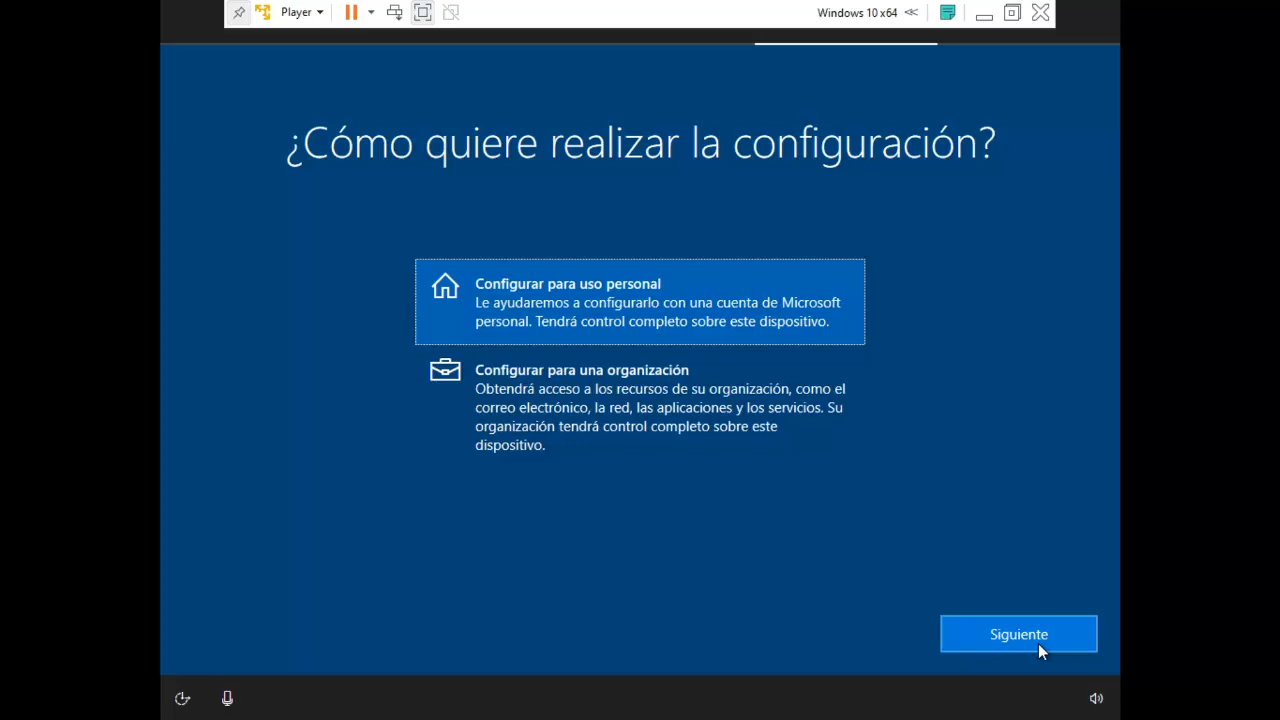 Player
Windows 10 x64
¿Cómo quiere realizar la configuración?
Configurar para uso personal
Le ayudaremos a configurarlo con una cuenta de Microsoft
personal. Tendrá control completo sobre este dispositivo.
Configurar para una organización
Obtendrá acceso a los recursos de su organización, como el
correo electrónico, la red, las aplicaciones y los servicios. Su
organización tendrá control completo sobre este
dispositivo.
Siguiente